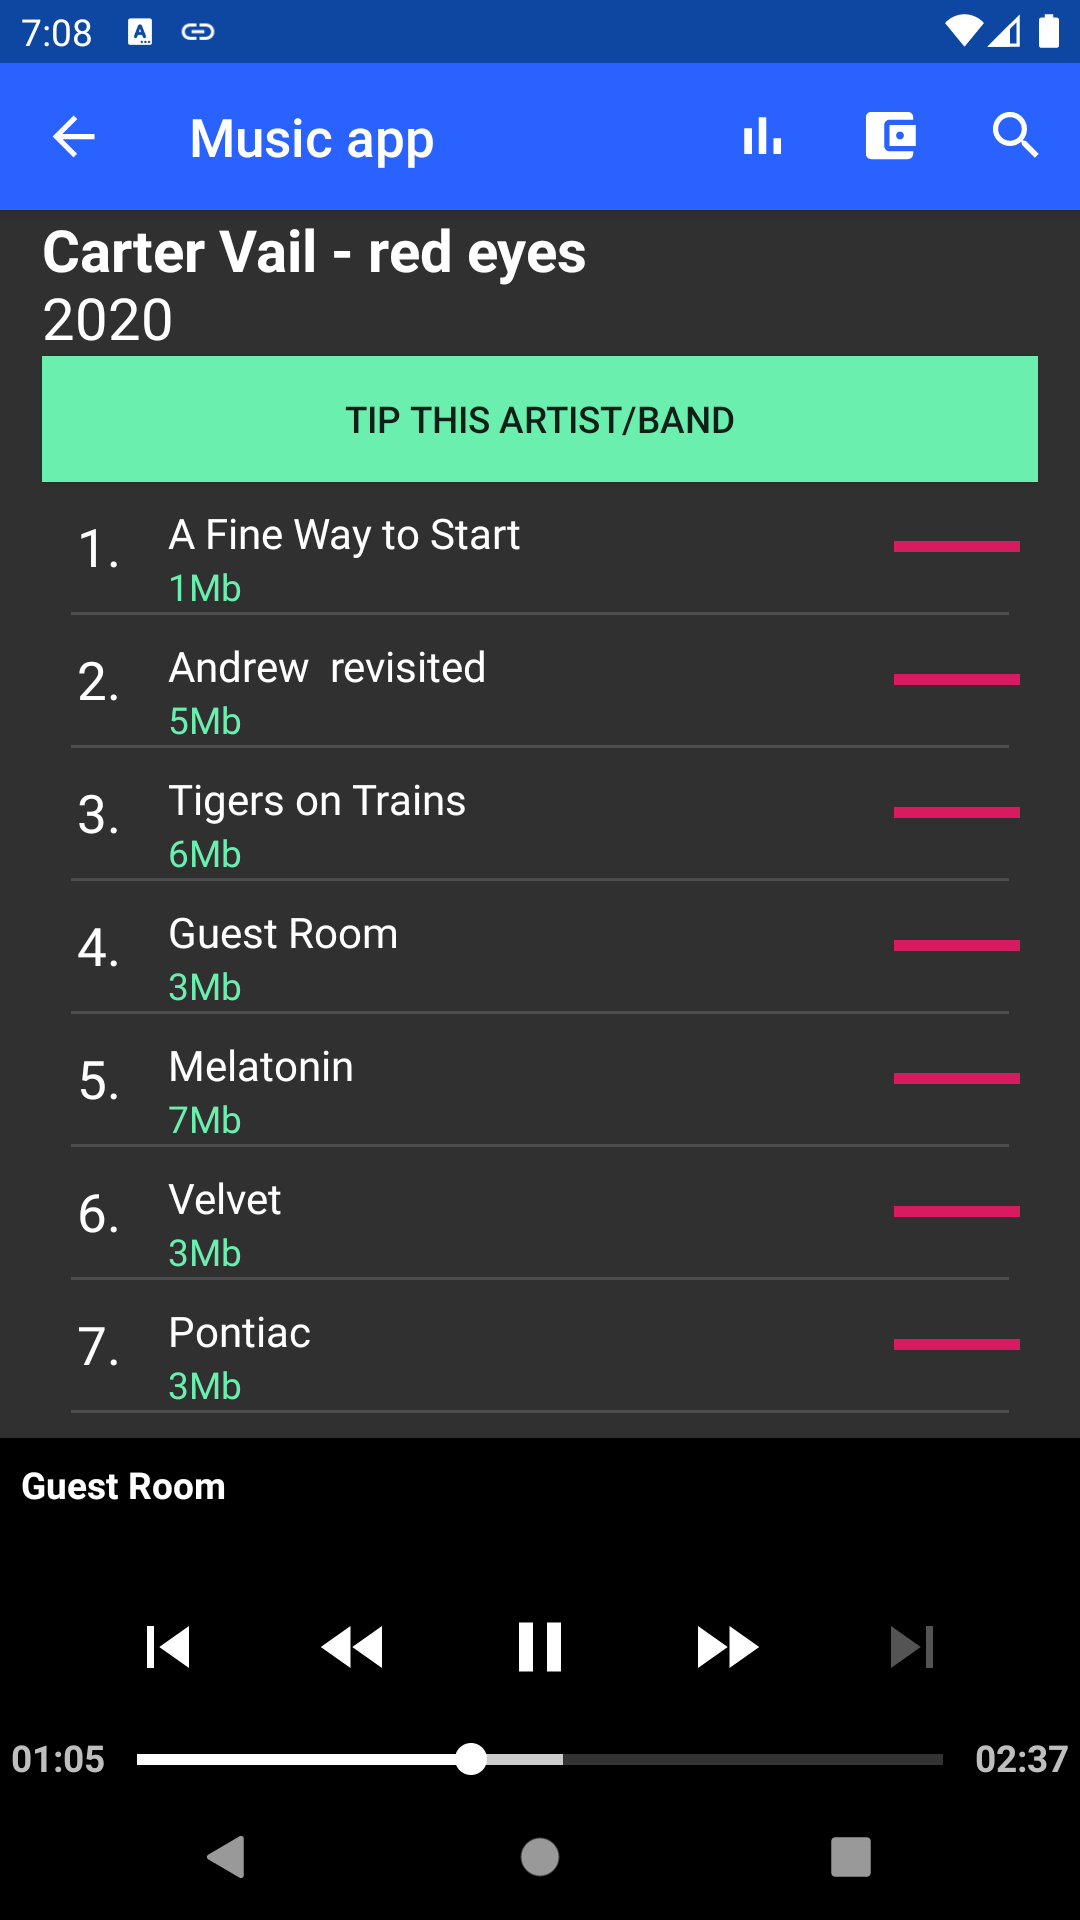 7:08
Music app
Carter Vail - red eyes
2020
TIP THIS ARTIST/BAND
1. A Fine Way to Start
1Mb
2. Andrew  revisited
5Mb
3. Tigers on Trains
6Mb
4. Guest Room
3Mb
5. Melatonin
7Mb
6. Velvet
3Mb
7. Pontiac
3Mb
Guest Room
01:05 02:37